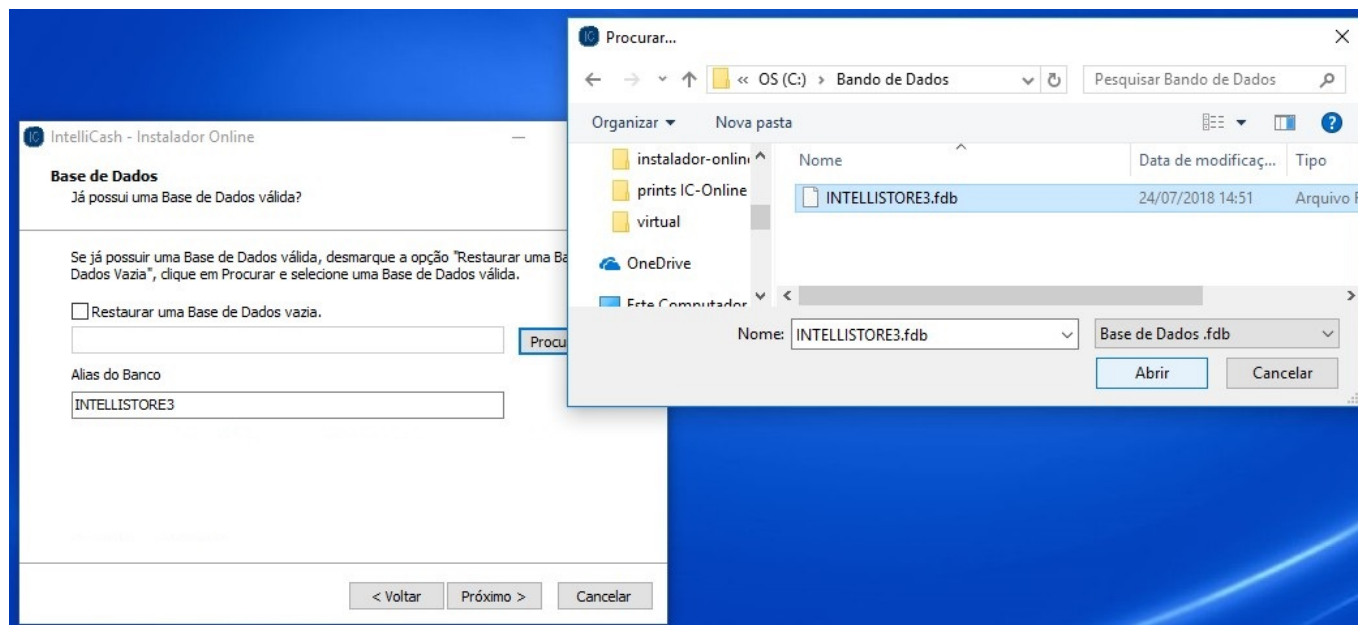 IntelliCash - Instalador Online
Base de Dados
Já possui uma Base de Dados válida?
Se já possuir uma Base de Dados válida, desmarque a opção "Restaurar uma
Dados Vazia", clique em Procurar e selecione uma Base de Dados válida.
Restaurar uma Base de Dados vazia.
Alias do Banco
INTELLISTORE3
< Voltar Próximo > Cancelar
Procurar...
« OS (C:) > Bando de Dados Pesquisar Bando de Dados
Organizar Nova pasta
Nome Data de modificaç... Tipo
prints IC-Online
virtual
OneDrive
Este Computador
INTELLISTORE3.fdb 24/07/2018 14:51 Arquivo
Nome: INTELLISTORE3.fdb Base de Dados .fdb
Abrir Cancelar